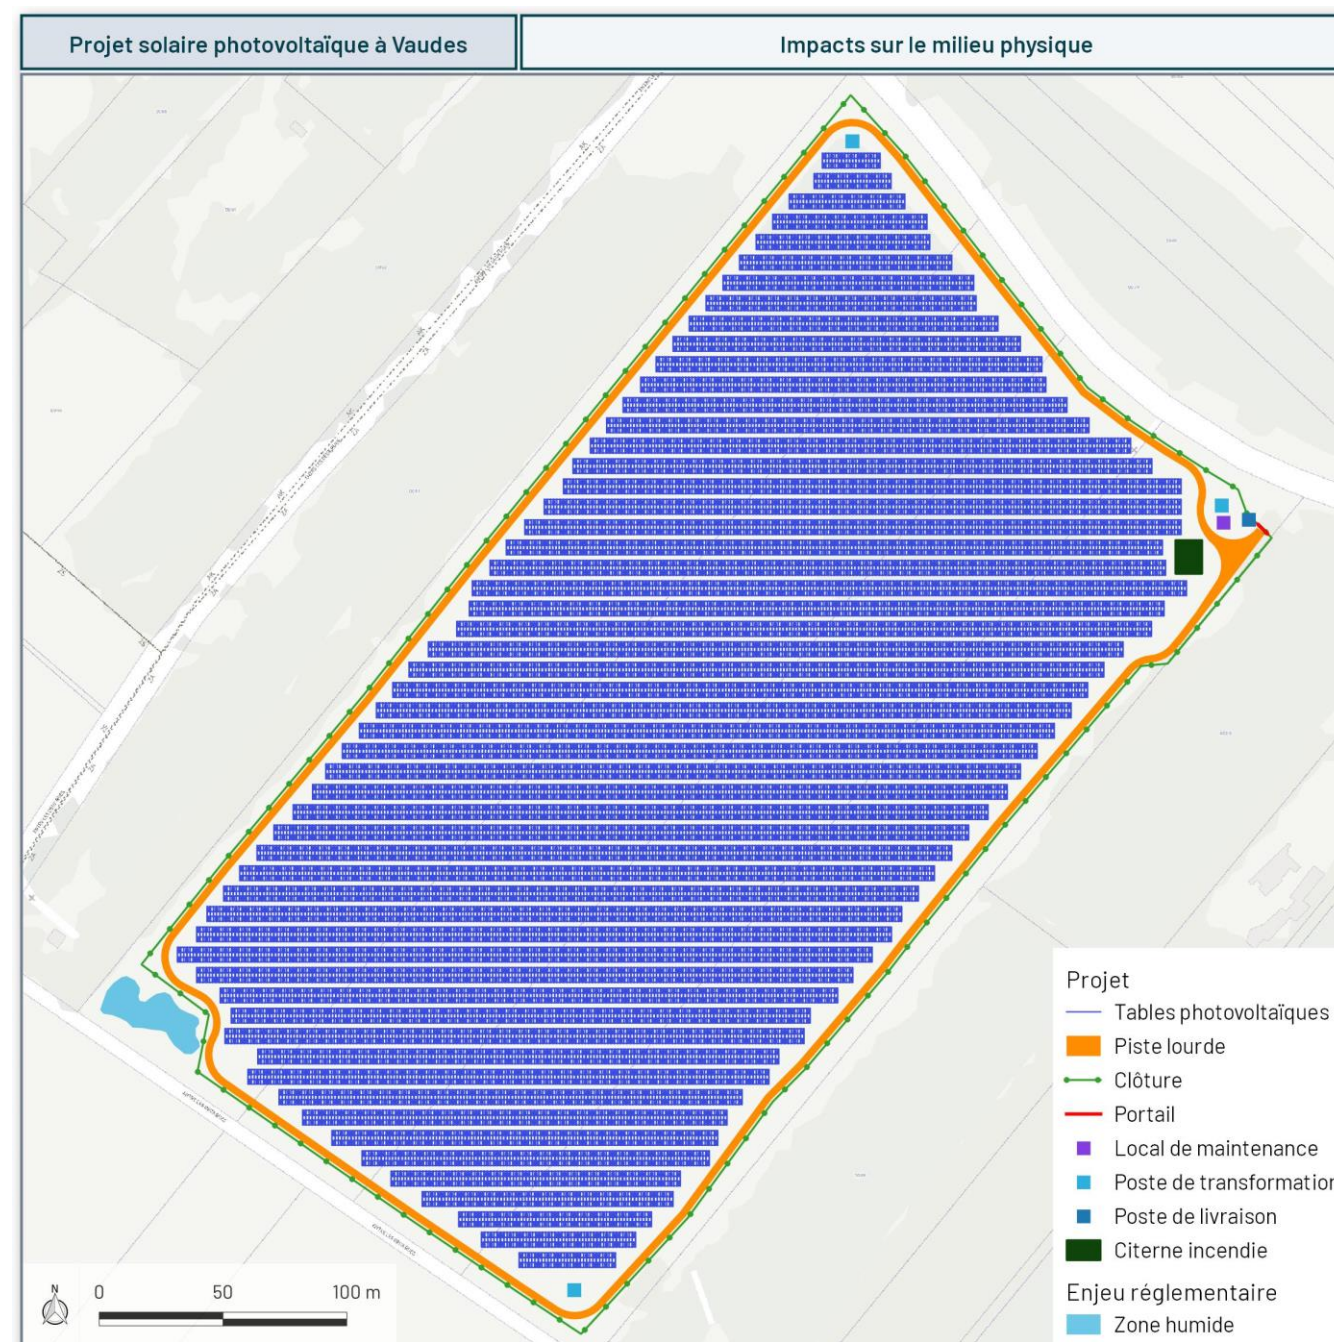 Projet solaire photovoltaïque à Vaudes
Impacts sur le milieu physique
Projet
Tables photovoltaïques
Piste lourde
Clôture
Portail
Local de maintenance
Poste de transformation
Poste de livraison
Citerne incendie
Enjeu réglementaire
Zone humide
N
0 50 100 m